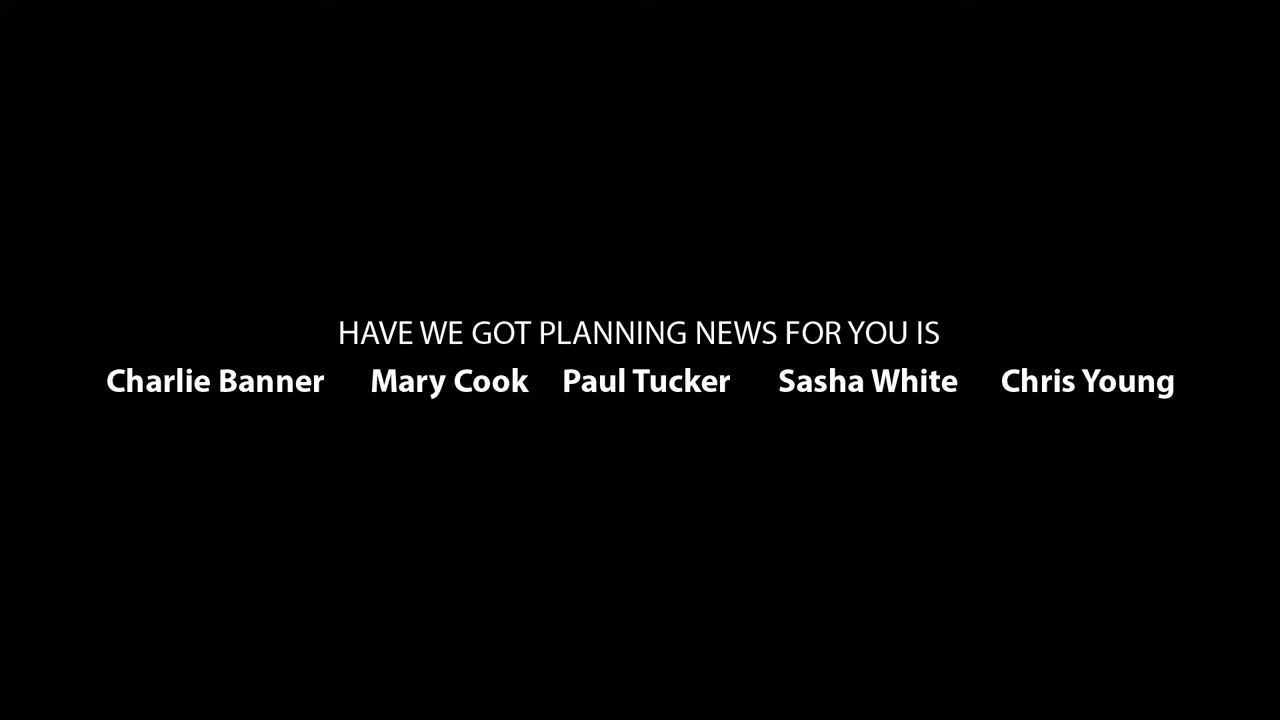 HAVE WE GOT PLANNING NEWS FOR YOU IS
Charlie Banner Mary Cook Paul Tucker Sasha White Chris Young